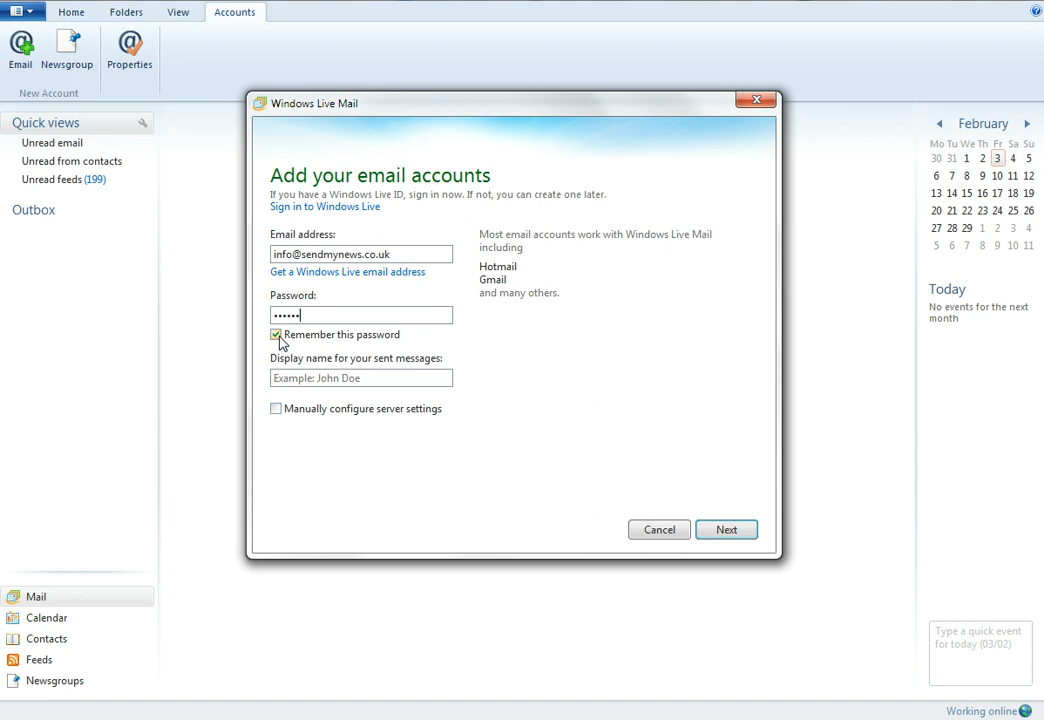 Home Folders View Accounts
Email Newsgroup Properties
New Account
Quick views
Unread email
Unread from contacts
Unread feeds (199)
Outbox
Mail
Calendar
Contacts
Feeds
Newsgroups
Windows Live Mail
Add your email accounts
If you have a Windows Live ID, sign in now. If not, you can create one later.
Sign in to Windows Live
Email address:
info@sendmynews.co.uk
Get a Windows Live email address
Password:
••••••
Remember this password
Display name for your sent messages:
Example: John Doe
Manually configure server settings
Most email accounts work with Windows Live Mail
including
Hotmail
Gmail
and many others.
Cancel Next
February
Mo Tu We Th Fr Sa Su
30 31 1 2 3 4 5
6 7 8 9 10 11 12
13 14 15 16 17 18 19
20 21 22 23 24 25 26
27 28 29 1 2 3 4
5 6 7 8 9 10 11
Today
No events for the next
month
Type a quick event
for today (03/02)
Working online